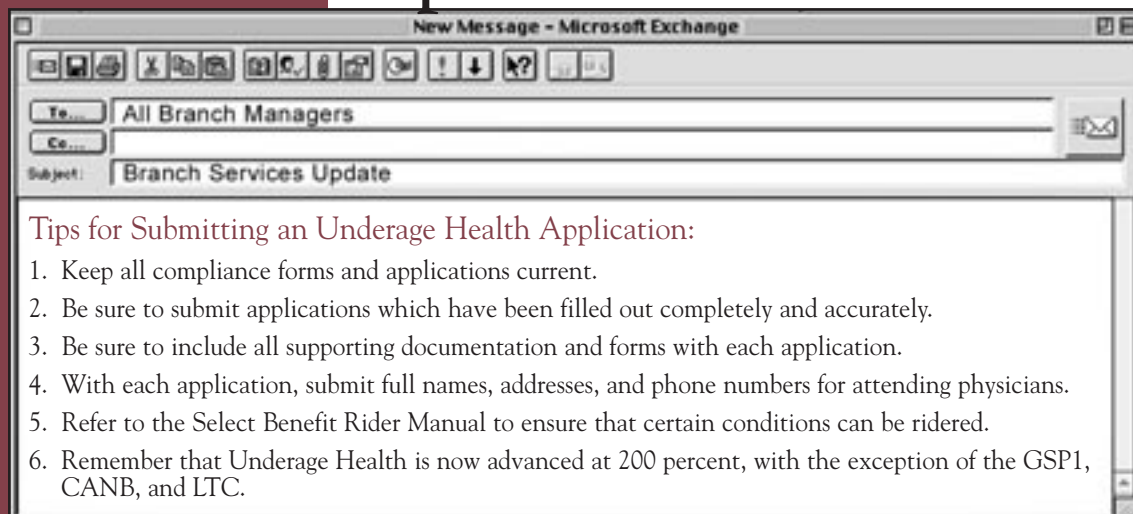 New Message - Microsoft Exchange
To...
All Branch Managers
Cc...
Subject:
Branch Services Update
Tips for Submitting an Underage Health Application:
1. Keep all compliance forms and applications current.
2. Be sure to submit applications which have been filled out completely and accurately.
3. Be sure to include all supporting documentation and forms with each application.
4. With each application, submit full names, addresses, and phone numbers for attending physicians.
5. Refer to the Select Benefit Rider Manual to ensure that certain conditions can be ridered.
6. Remember that Underage Health is now advanced at 200 percent, with the exception of the GSP1,
CANB, and LTC.